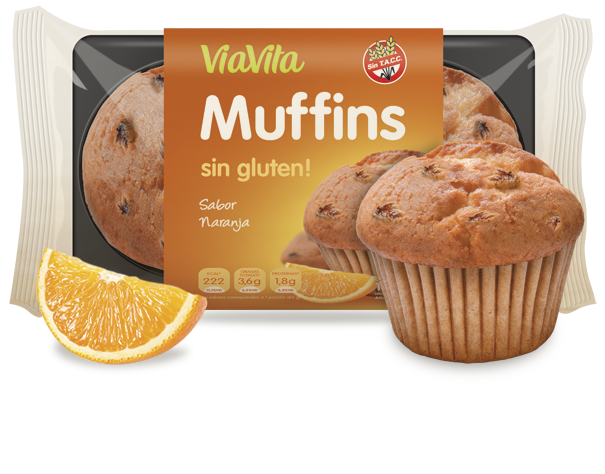 ViaVita
Sin T.A.C.C.
Muffins
sin gluten!
Sabor
Naranja
222
3,6g
1,8g